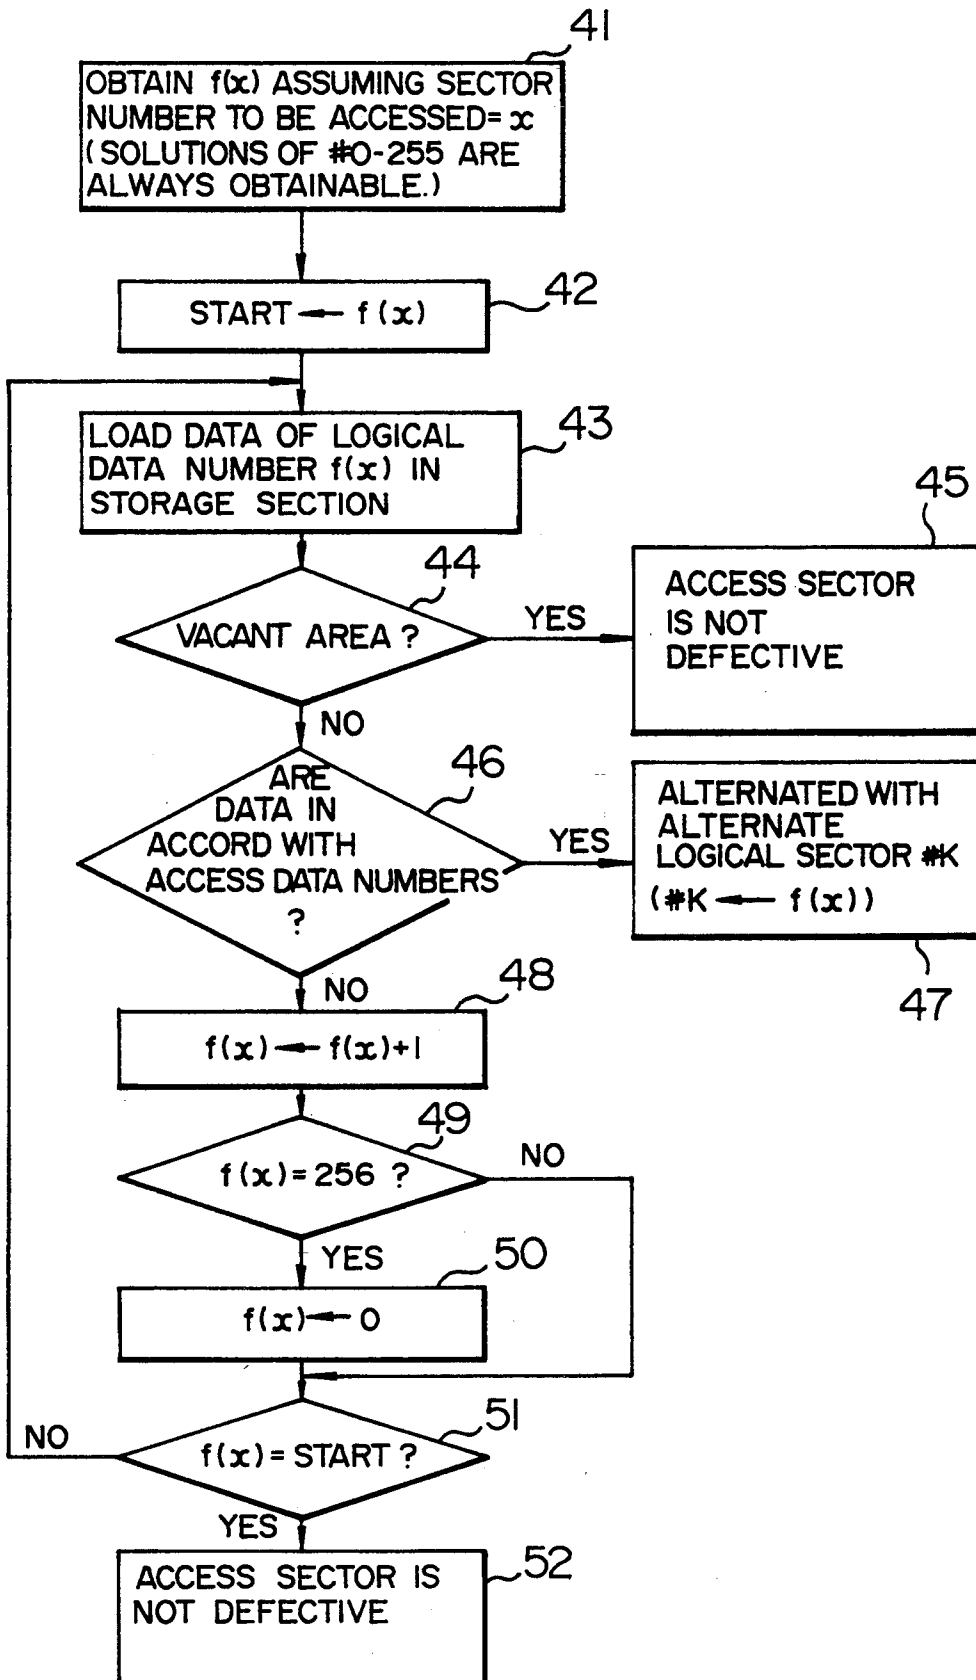 41
OBTAIN f(x) ASSUMING SECTOR
NUMBER TO BE ACCESSED= x
(SOLUTIONS OF #0-255 ARE
ALWAYS OBTAINABLE.)
42
START ← f(x)
43
LOAD DATA OF LOGICAL
DATA NUMBER f(x) IN
STORAGE SECTION
44
VACANT AREA ?
YES
45
ACCESS SECTOR
IS NOT
DEFECTIVE
NO
46
ARE
DATA IN
ACCORD WITH
ACCESS DATA NUMBERS
?
YES
ALTERNATED WITH
ALTERNATE
LOGICAL SECTOR #K
(#K ← f(x))
47
NO
48
f(x) ← f(x)+1
49
f(x)=256 ?
NO
YES
50
f(x) ← 0
51
f(x)=START ?
NO
YES
52
ACCESS SECTOR IS
NOT DEFECTIVE